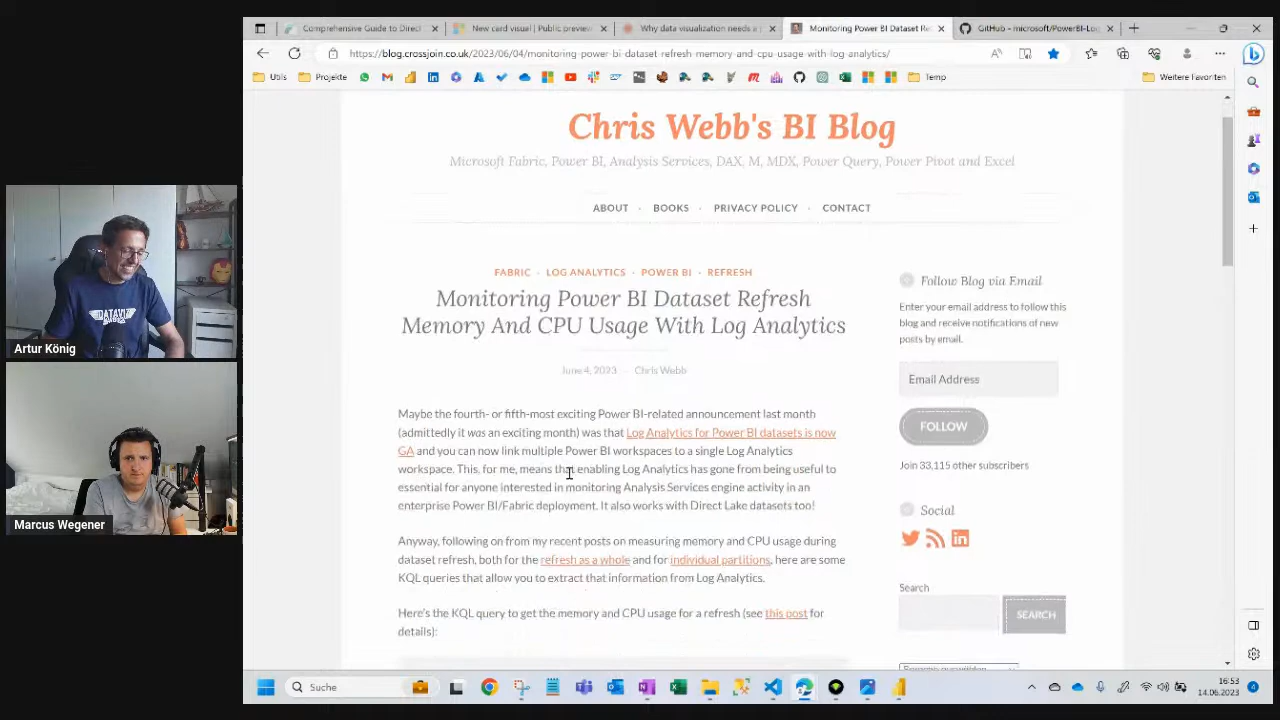 Comprehensive Guide to Direct
New card visual | Public preview
Why data visualization needs a p
Monitoring Power BI Dataset Re
GitHub - microsoft/PowerBI-Log
https://blog.crossjoin.co.uk/2023/06/04/monitoring-power-bi-dataset-refresh-memory-and-cpu-usage-with-log-analytics/
Utils
Projekte
Temp
Weitere Favoriten
Chris Webb's BI Blog
Microsoft Fabric, Power BI, Analysis Services, DAX, M, MDX, Power Query, Power Pivot and Excel
ABOUT · BOOKS · PRIVACY POLICY · CONTACT
FABRIC · LOG ANALYTICS · POWER BI · REFRESH
Monitoring Power BI Dataset Refresh
Memory And CPU Usage With Log Analytics
June 4, 2023
Chris Webb
Maybe the fourth- or fifth-most exciting Power BI-related announcement last month
(admittedly it was an exciting month) was that Log Analytics for Power BI datasets is now
GA and you can now link multiple Power BI workspaces to a single Log Analytics
workspace. This, for me, means that enabling Log Analytics has gone from being useful to
essential for anyone interested in monitoring Analysis Services engine activity in an
enterprise Power BI/Fabric deployment. It also works with Direct Lake datasets too!
Anyway, following on from my recent posts on measuring memory and CPU usage during
dataset refresh, both for the refresh as a whole and for individual partitions, here are some
KQL queries that allow you to extract that information from Log Analytics.
Here's the KQL query to get the memory and CPU usage for a refresh (see this post for
details):
Follow Blog via Email
Enter your email address to follow this
blog and receive notifications of new
posts by email.
Email Address
FOLLOW
Join 33,115 other subscribers
Social
Search
SEARCH
Artur König
DATAVIZ
Marcus Wegener
Suche
16:53
14.06.2023